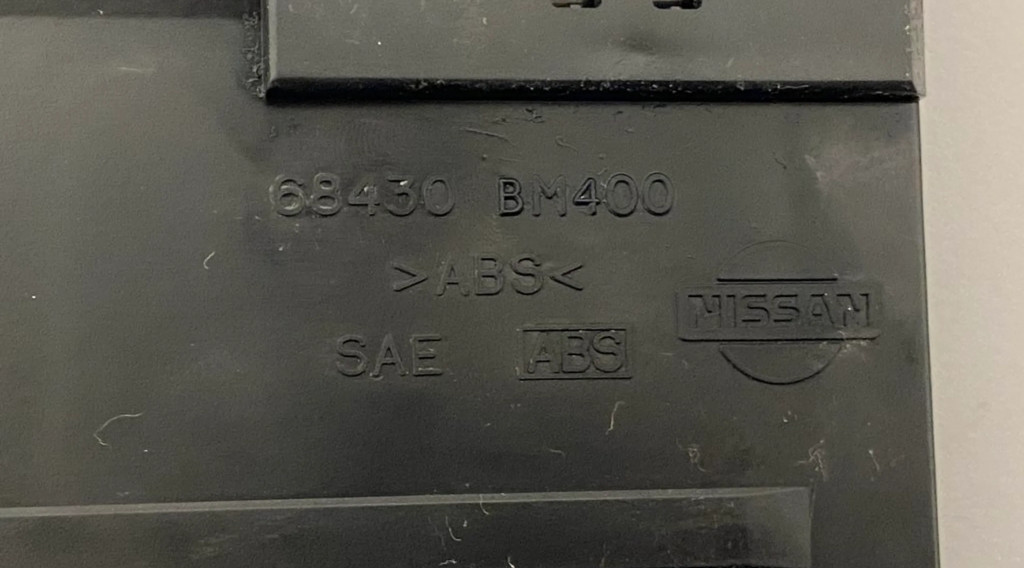 68430 BM400
>ABS<
SAE ABS
NISSAN